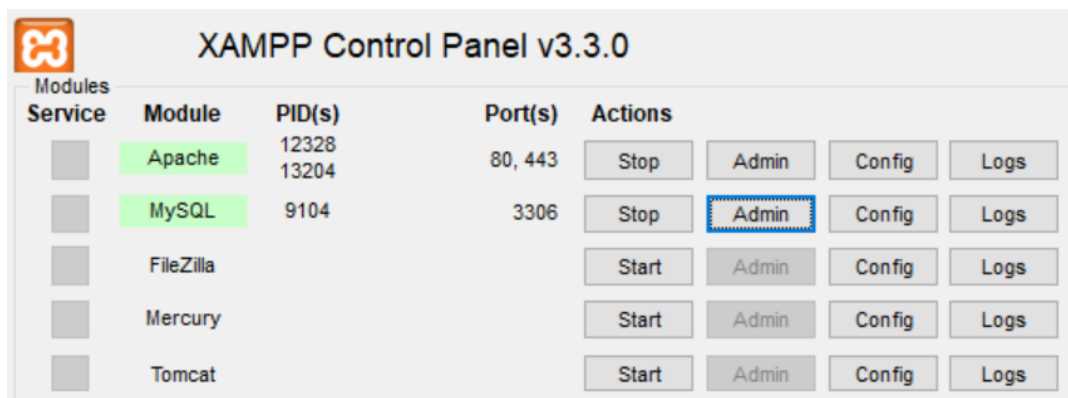 XAMPP Control Panel v3.3.0
Modules
Service Module PID(s) Port(s) Actions
Apache 12328 13204 80, 443 Stop Admin Config Logs
MySQL 9104 3306 Stop Admin Config Logs
FileZilla Start Admin Config Logs
Mercury Start Admin Config Logs
Tomcat Start Admin Config Logs